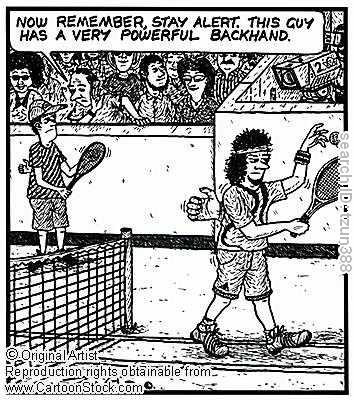 NOW REMEMBER, STAY ALERT. THIS GUY
HAS A VERY POWERFUL BACKHAND.
search ID: dzun888
© Original Artist
Reproduction rights obtainable from
www.CartoonStock.com